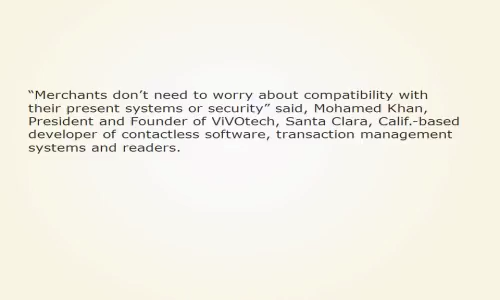 “Merchants don’t need to worry about compatibility with
their present systems or security” said, Mohamed Khan,
President and Founder of ViVOtech, Santa Clara, Calif.-based
developer of contactless software, transaction management
systems and readers.